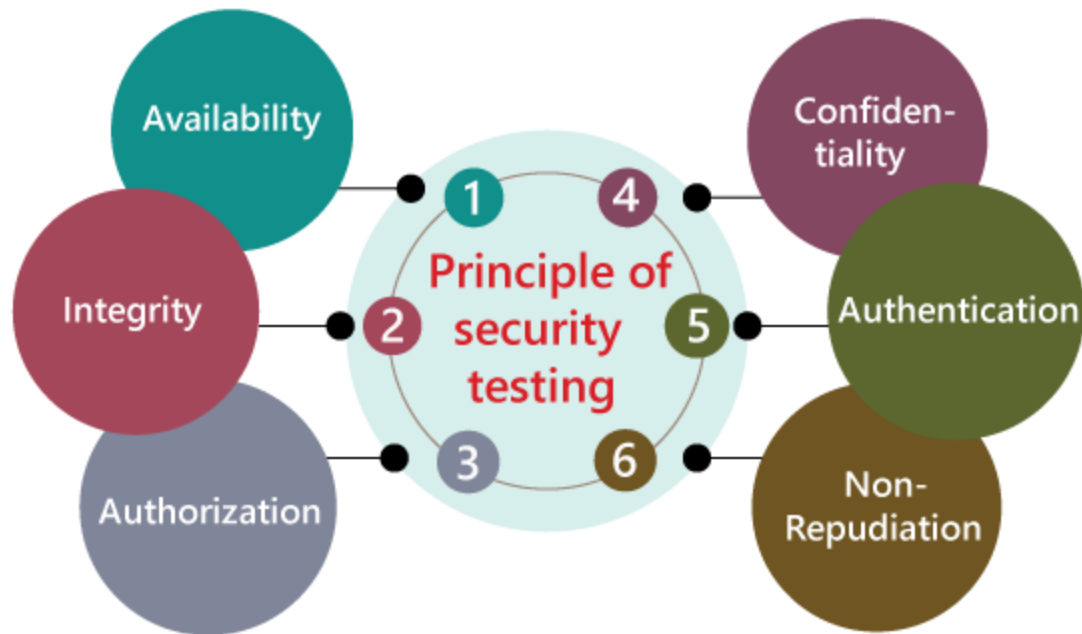 Availability
1
Integrity
2
Authorization
3
Principle of
security
testing
4
Confiden-
tiality
5
Authentication
6
Non-
Repudiation